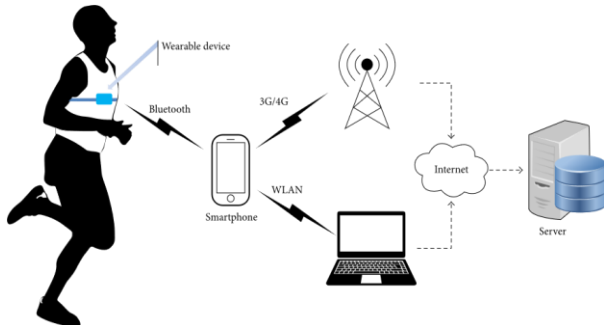 Wearable device
Bluetooth
3G/4G
Smartphone
WLAN
Internet
Server